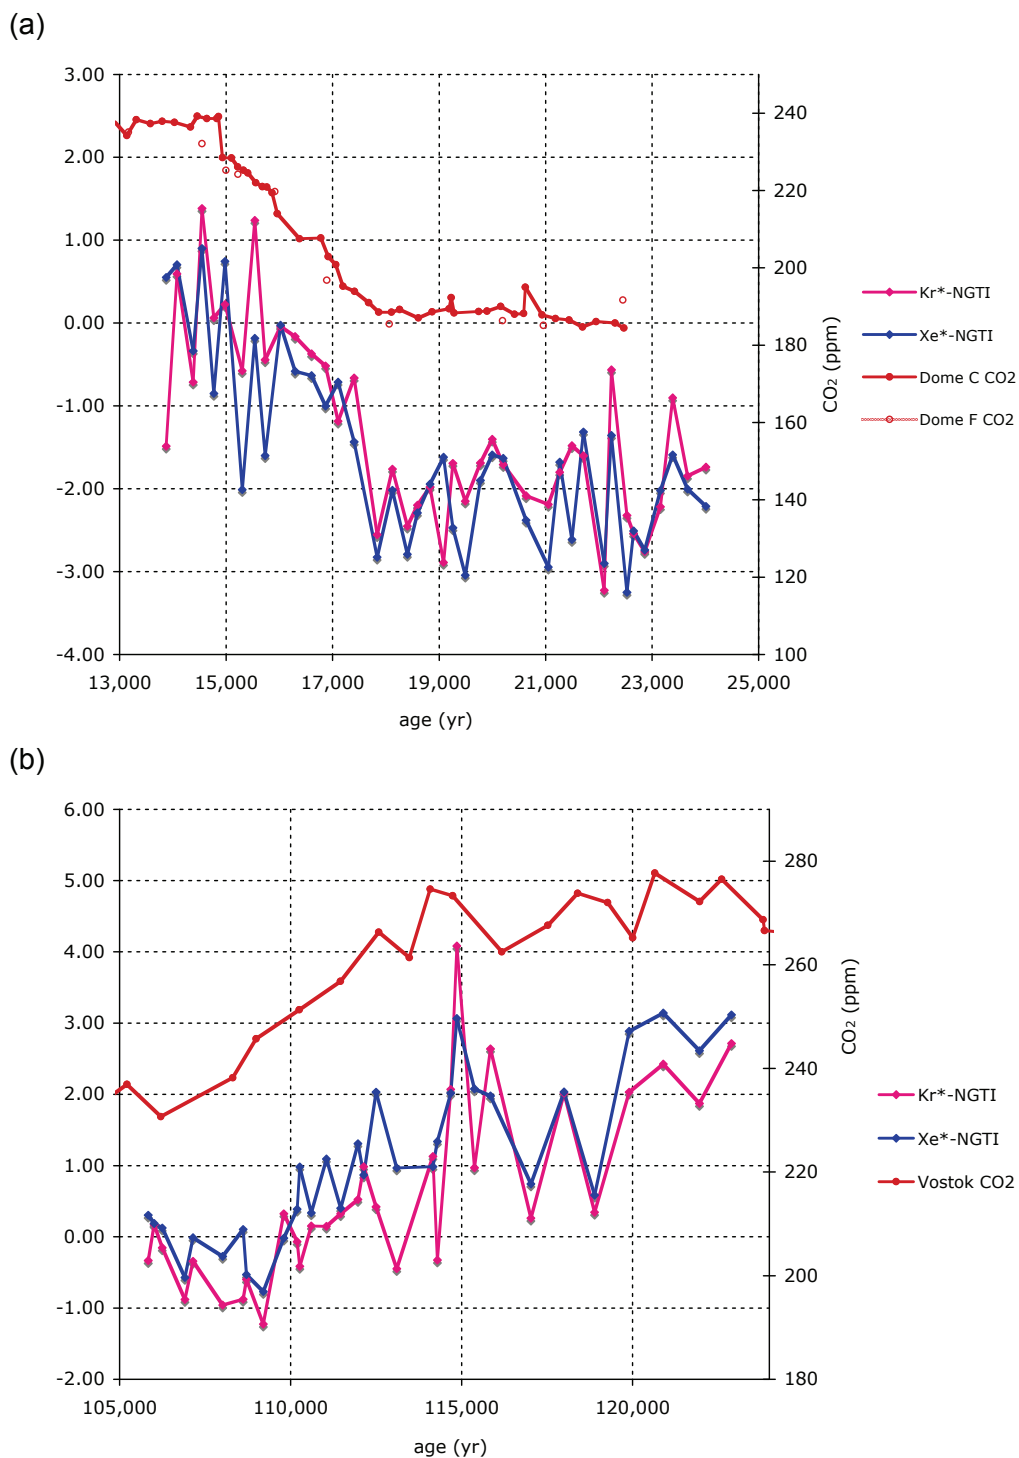 (a)
3.00
2.00
1.00
0.00
-1.00
-2.00
-3.00
-4.00
13,000 15,000 17,000 19,000 21,000 23,000 25,000
age (yr)
240
220
200
180
160
140
120
100
CO₂ (ppm)
Kr*-NGTI
Xe*-NGTI
Dome C CO2
Dome F CO2
(b)
6.00
5.00
4.00
3.00
2.00
1.00
0.00
-1.00
-2.00
105,000 110,000 115,000 120,000
age (yr)
280
260
240
220
200
180
CO₂ (ppm)
Kr*-NGTI
Xe*-NGTI
Vostok CO2